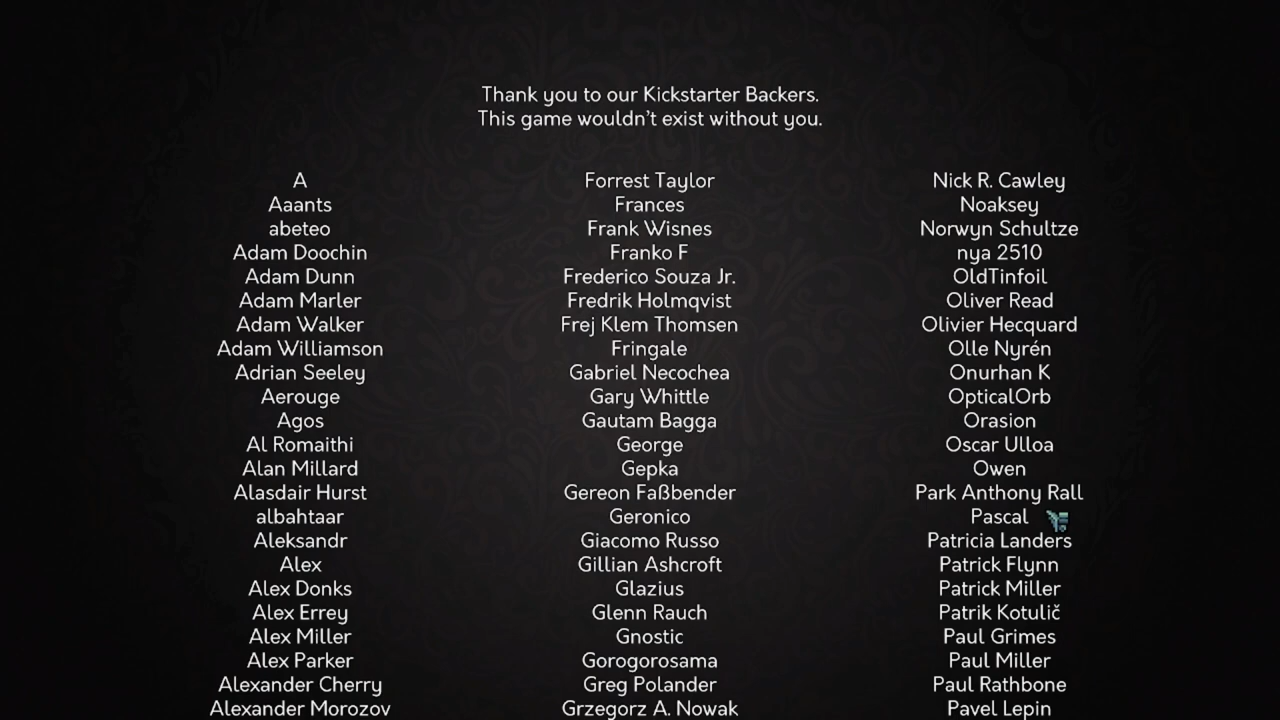 Thank you to our Kickstarter Backers.
This game wouldn't exist without you.
A
Aaants
abeteo
Adam Doochin
Adam Dunn
Adam Marler
Adam Walker
Adam Williamson
Adrian Seeley
Aerouge
Agos
Al Romaithi
Alan Millard
Alasdair Hurst
albahtaar
Aleksandr
Alex
Alex Donks
Alex Errey
Alex Miller
Alex Parker
Alexander Cherry
Alexander Morozov
Forrest Taylor
Frances
Frank Wisnes
Franko F
Frederico Souza Jr.
Fredrik Holmqvist
Frej Klem Thomsen
Fringale
Gabriel Necochea
Gary Whittle
Gautam Bagga
George
Gepka
Gereon Faßbender
Geronico
Giacomo Russo
Gillian Ashcroft
Glazius
Glenn Rauch
Gnostic
Gorogorosama
Greg Polander
Grzegorz A. Nowak
Nick R. Cawley
Noaksey
Norwyn Schultze
nya 2510
OldTinfoil
Oliver Read
Olivier Hecquard
Olle Nyrén
Onurhan K
OpticalOrb
Orasion
Oscar Ulloa
Owen
Park Anthony Rall
Pascal
Patricia Landers
Patrick Flynn
Patrick Miller
Patrik Kotulič
Paul Grimes
Paul Miller
Paul Rathbone
Pavel Lepin